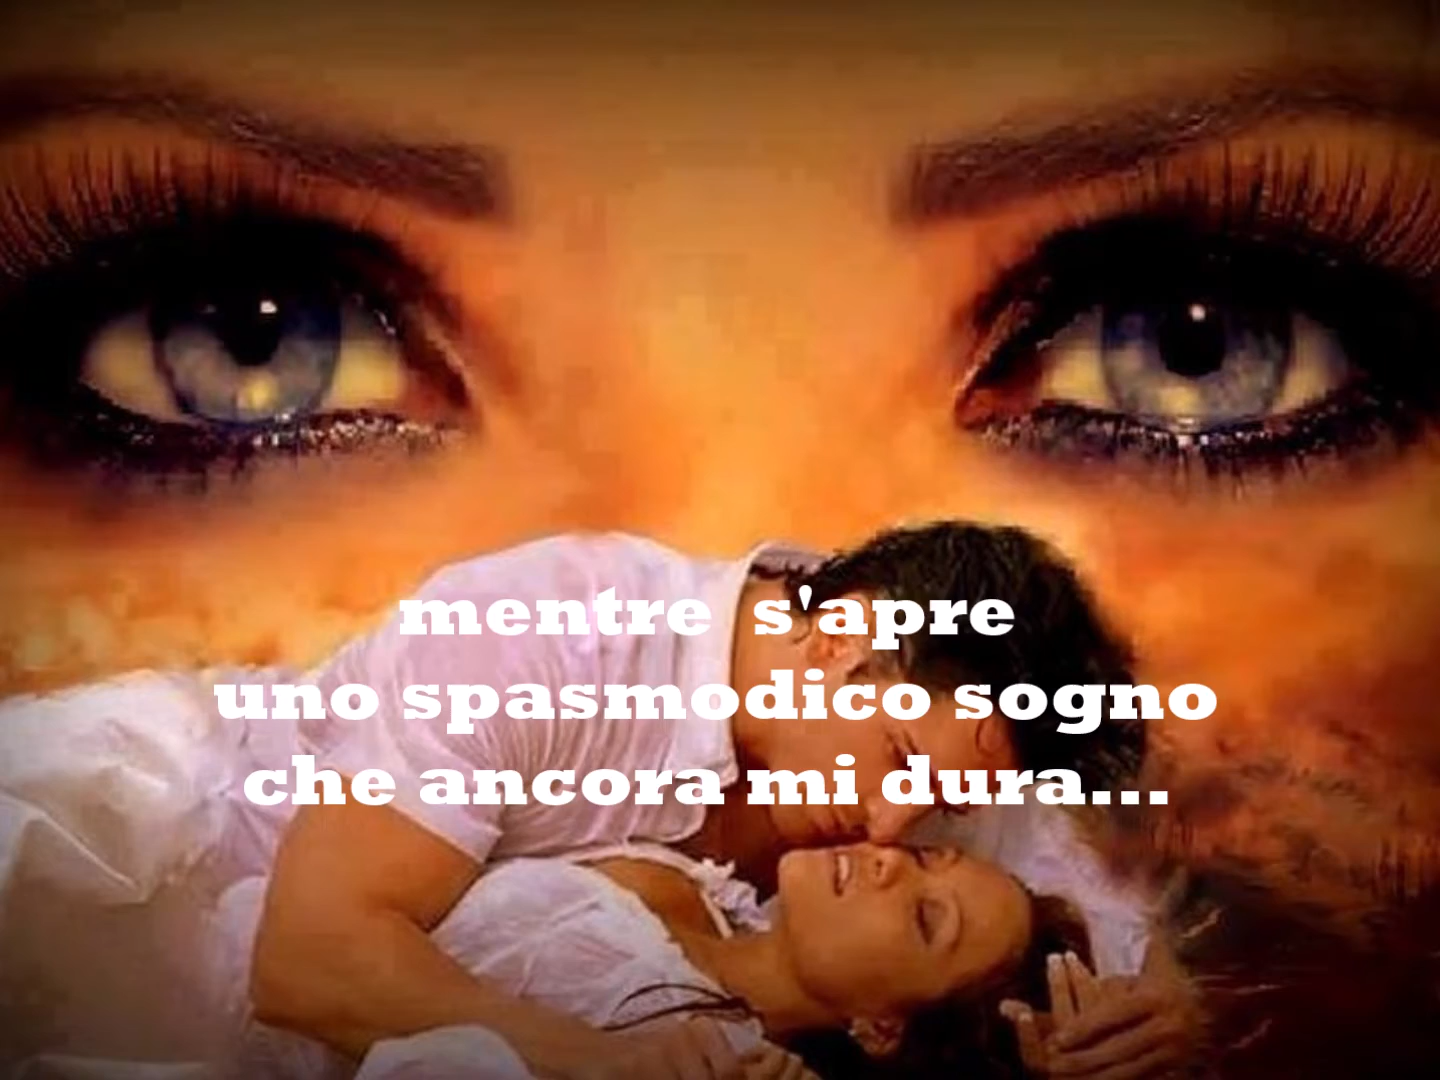 mentre s'apre
uno spasmodico sogno
che ancora mi dura...